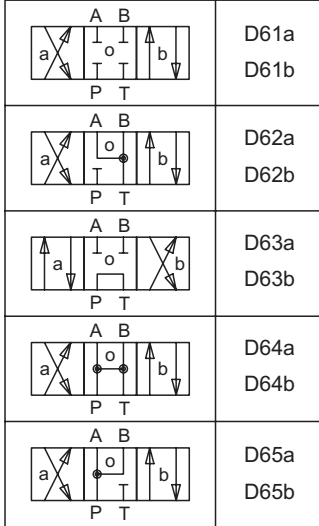 A B
a o b
P T
D61a
D61b
A B
a o b
P T
D62a
D62b
A B
a o b
P T
D63a
D63b
A B
a o b
P T
D64a
D64b
A B
a o b
P T
D65a
D65b